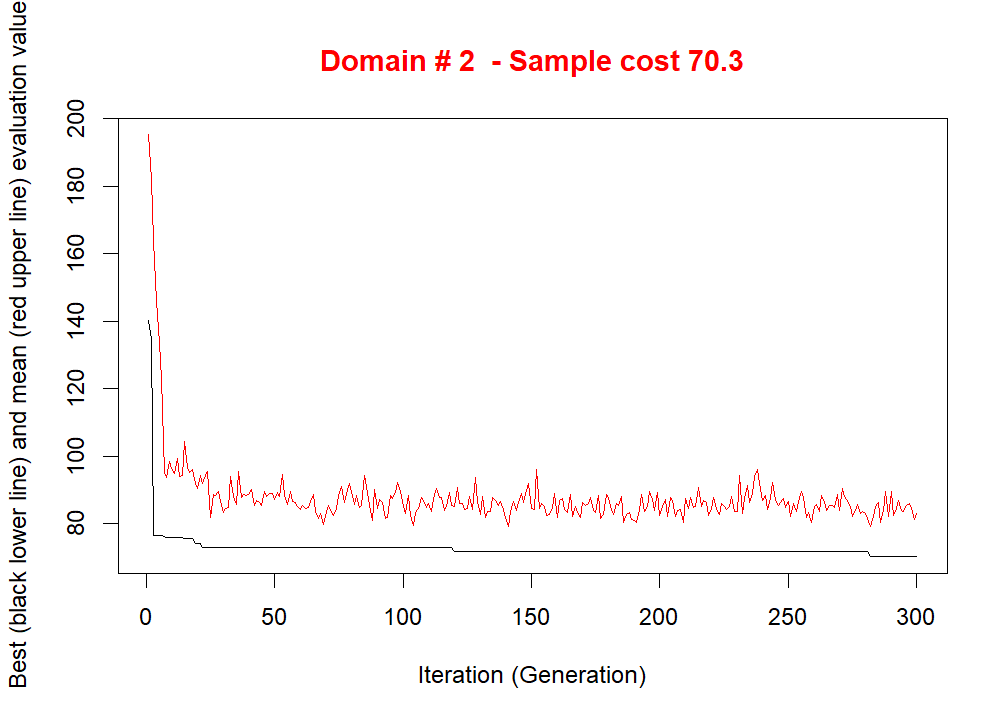 Domain # 2  - Sample cost 70.3
Best (black lower line) and mean (red upper line) evaluation value
200
180
160
140
120
100
80
0 50 100 150 200 250 300
Iteration (Generation)